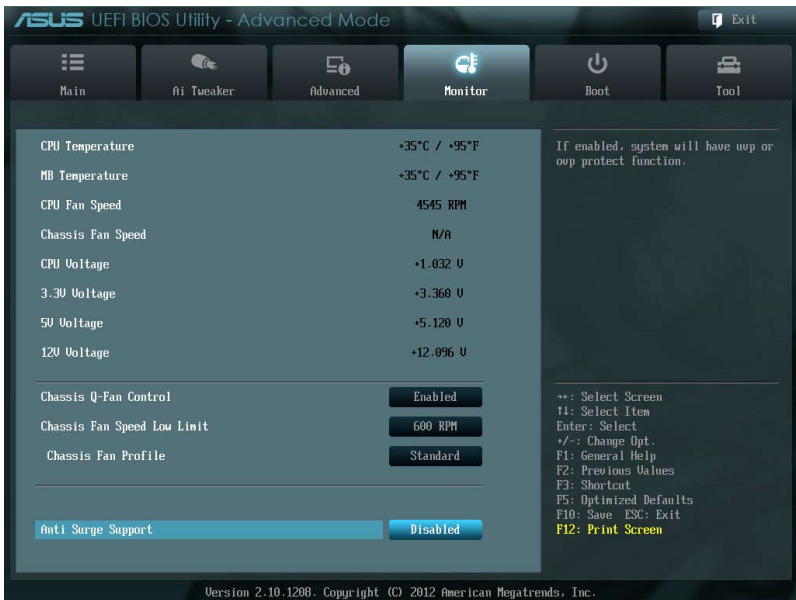 ASUS UEFI BIOS Utility - Advanced Mode
Exit
Main
Ai Tweaker
Advanced
Monitor
Boot
Tool
CPU Temperature +35°C / +95°F
MB Temperature +35°C / +95°F
CPU Fan Speed 4545 RPM
Chassis Fan Speed N/A
CPU Voltage +1.032 V
3.3V Voltage +3.360 V
5V Voltage +5.120 V
12V Voltage +12.096 V
Chassis Q-Fan Control Enabled
Chassis Fan Speed Low Limit 600 RPM
Chassis Fan Profile Standard
Anti Surge Support Disabled
If enabled, system will have uvp or
ovp protect function.
→←: Select Screen
↑↓: Select Item
Enter: Select
+/-: Change Opt.
F1: General Help
F2: Previous Values
F3: Shortcut
F5: Optimized Defaults
F10: Save ESC: Exit
F12: Print Screen
Version 2.10.1208. Copyright (C) 2012 American Megatrends, Inc.